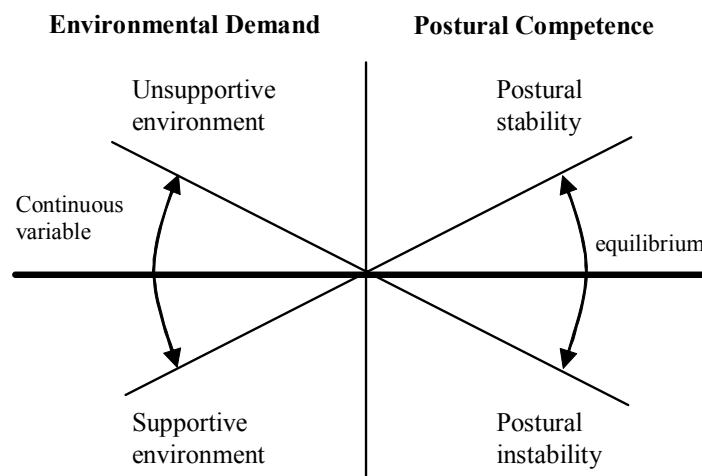 Environmental Demand
Postural Competence
Unsupportive
environment
Postural
stability
Continuous
variable
equilibrium
Supportive
environment
Postural
instability